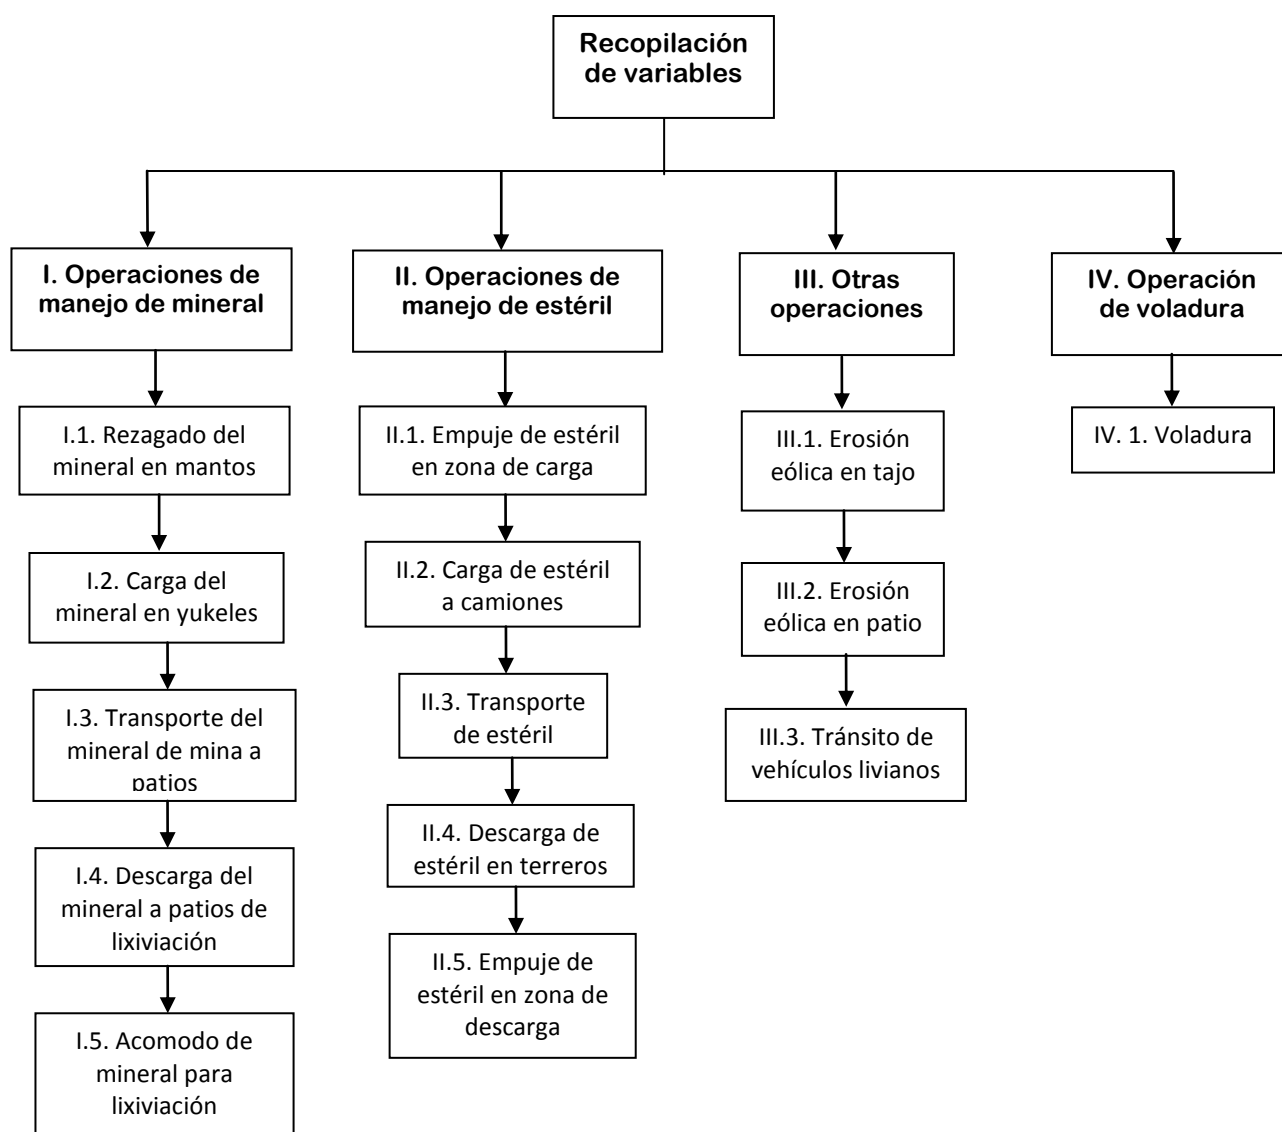 Recopilación
de variables
I. Operaciones de
manejo de mineral
I.1. Rezagado del
mineral en mantos
I.2. Carga del
mineral en yukeles
I.3. Transporte del
mineral de mina a
patios
I.4. Descarga del
mineral a patios de
lixiviación
I.5. Acomodo de
mineral para
lixiviación
II. Operaciones de
manejo de estéril
II.1. Empuje de estéril
en zona de carga
II.2. Carga de estéril
a camiones
II.3. Transporte
de estéril
II.4. Descarga de
estéril en terreros
II.5. Empuje de
estéril en zona de
descarga
III. Otras
operaciones
III.1. Erosión
eólica en tajo
III.2. Erosión
eólica en patio
III.3. Tránsito de
vehículos livianos
IV. Operación
de voladura
IV. 1. Voladura